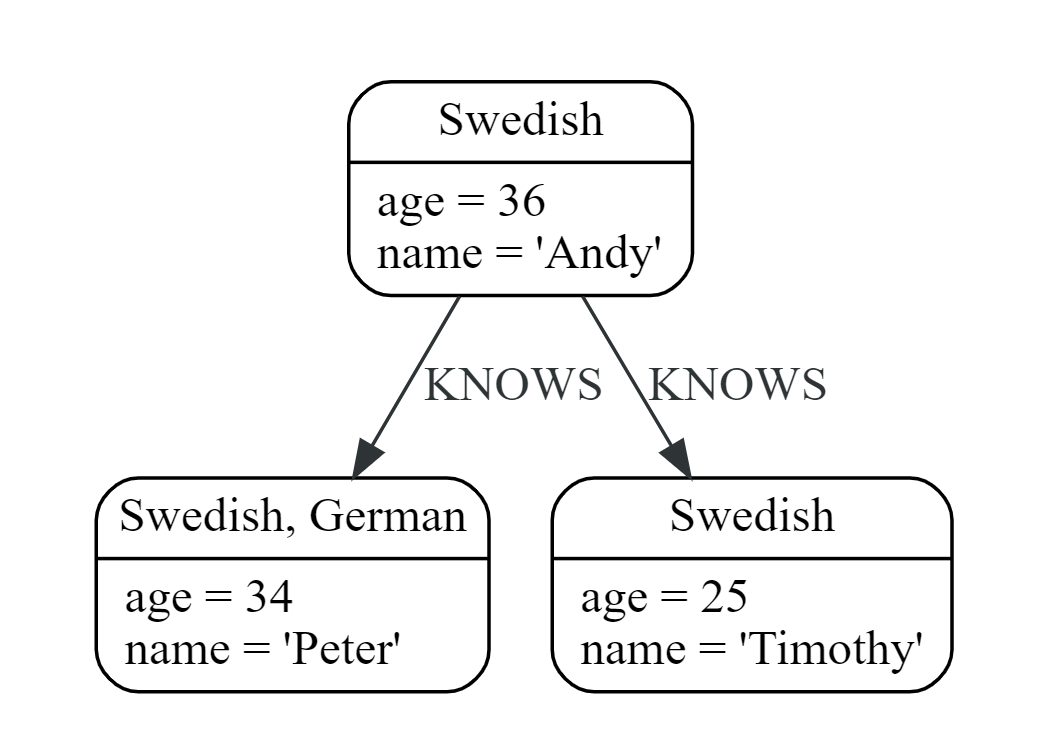 Swedish
age = 36
name = 'Andy'
KNOWS
KNOWS
Swedish, German
age = 34
name = 'Peter'
Swedish
age = 25
name = 'Timothy'